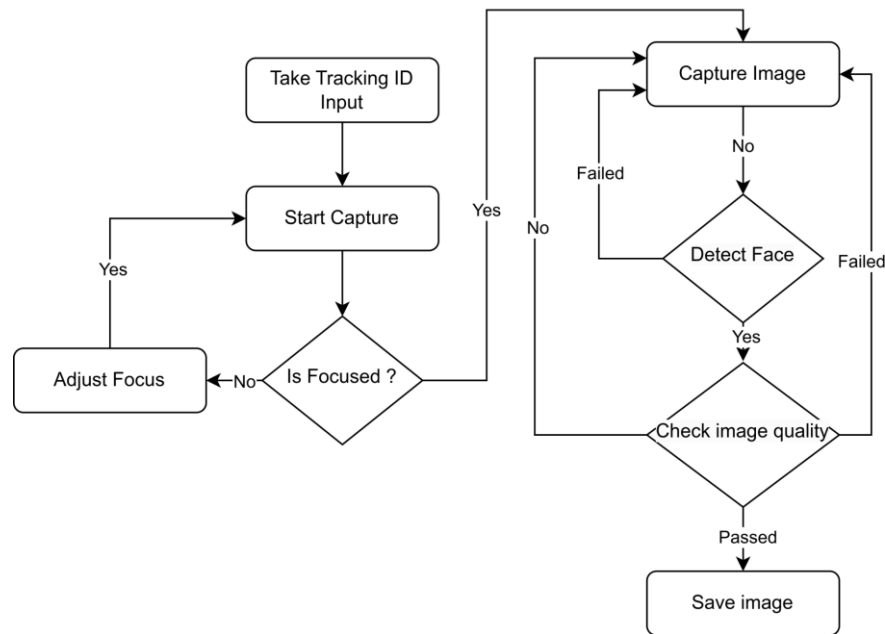 Take Tracking ID
Input
Start Capture
Yes
Adjust Focus
No
Is Focused ?
Yes
Capture Image
No
Failed
Detect Face
No
Failed
Yes
Check image quality
Passed
Save image